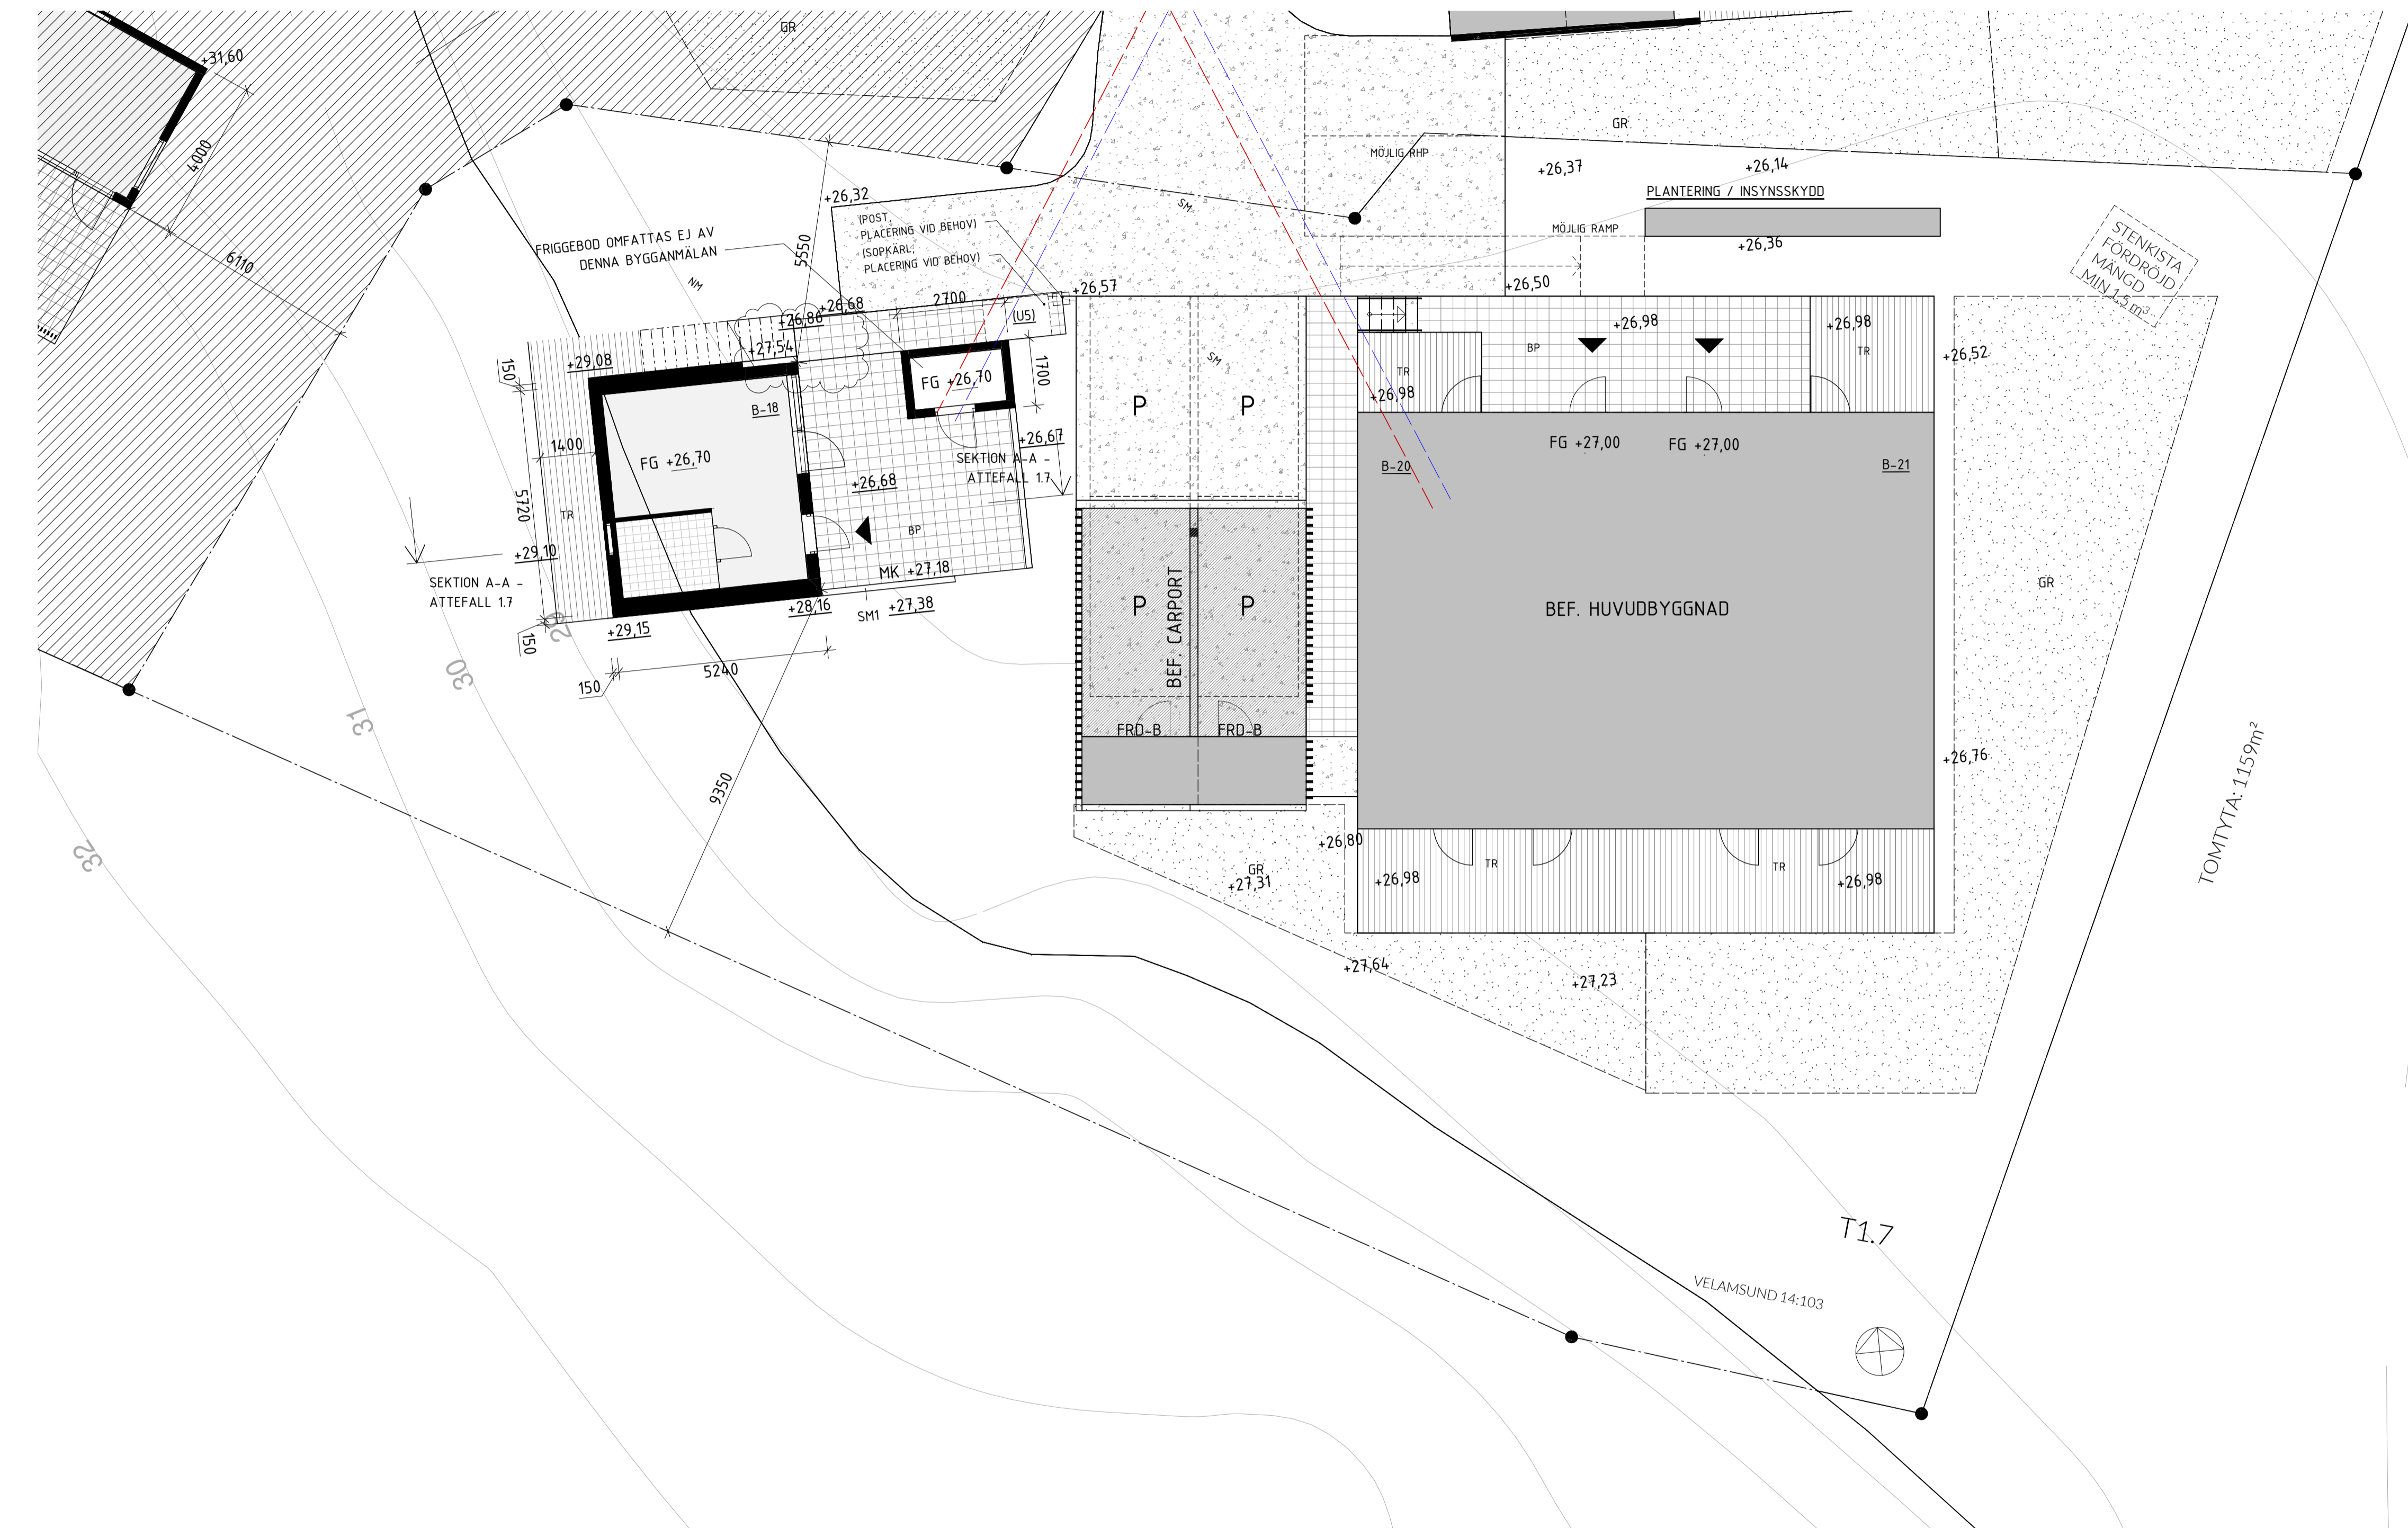 GR
+31,60
4000
6110
+26,32
(POST,
PLACERING VID BEHOV)
(SOPKÄRL,
PLACERING VID BEHOV)
FRIGGEBOD OMFATTAS EJ AV
DENNA BYGGANMÄLAN
5550
NM
SM
MÖJLIG RHP
GR
+26,37
+26,14
PLANTERING / INSYNSSKYDD
MÖJLIG RAMP
+26,36
STENKISTA
FÖRDRÖJD
MÄNGD
MIN 1,5 m³
+26,50
+26,57
2700
(U5)
+26,68
+26,86
+27,54
+29,08
150
1400
5720
TR
B-18
FG +26,70
FG +26,70
1700
+26,67
SEKTION A-A -
ATTEFALL 1.7
+26,68
BP
MK +27,18
+28,16
SM1
+27,38
+29,10
SEKTION A-A -
ATTEFALL 1.7
+29,15
150
150
5240
9350
29
30
31
32
SM
P
P
P
P
BEF. CARPORT
FRD-B
FRD-B
TR
+26,98
BP
+26,98
+26,98
TR
+26,52
FG +27,00
FG +27,00
B-20
B-21
BEF. HUVUDBYGGNAD
GR
+26,76
TOMTYTA: 1159m²
+26,80
GR
+27,31
+26,98
TR
TR
+26,98
+27,64
+27,23
T1.7
VELAMSUND 14:103